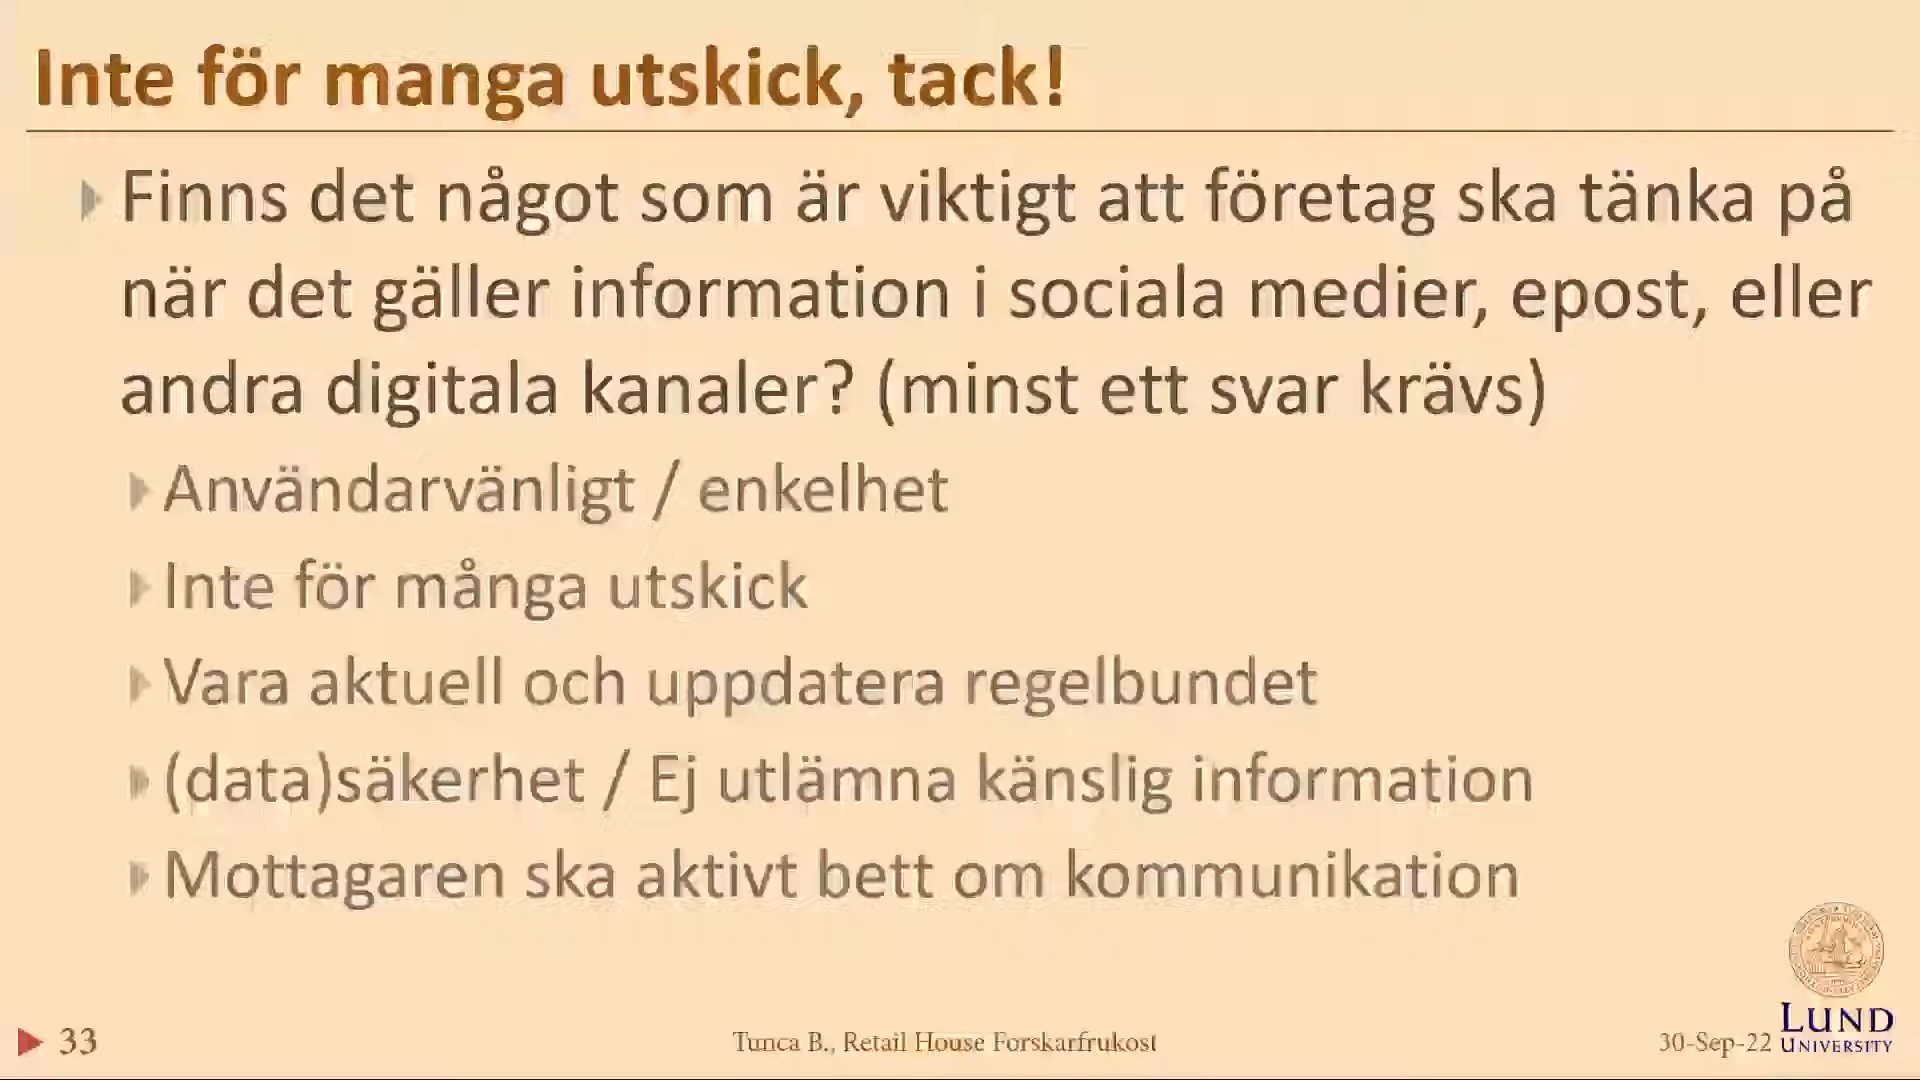 Inte för manga utskick, tack!
Finns det något som är viktigt att företag ska tänka på
när det gäller information i sociala medier, epost, eller
andra digitala kanaler? (minst ett svar krävs)
Användarvänligt / enkelhet
Inte för många utskick
Vara aktuell och uppdatera regelbundet
(data)säkerhet / Ej utlämna känslig information
Mottagaren ska aktivt bett om kommunikation
33
Tunca B., Retail House Forskarfrukost
30-Sep-22
LUND
UNIVERSITY